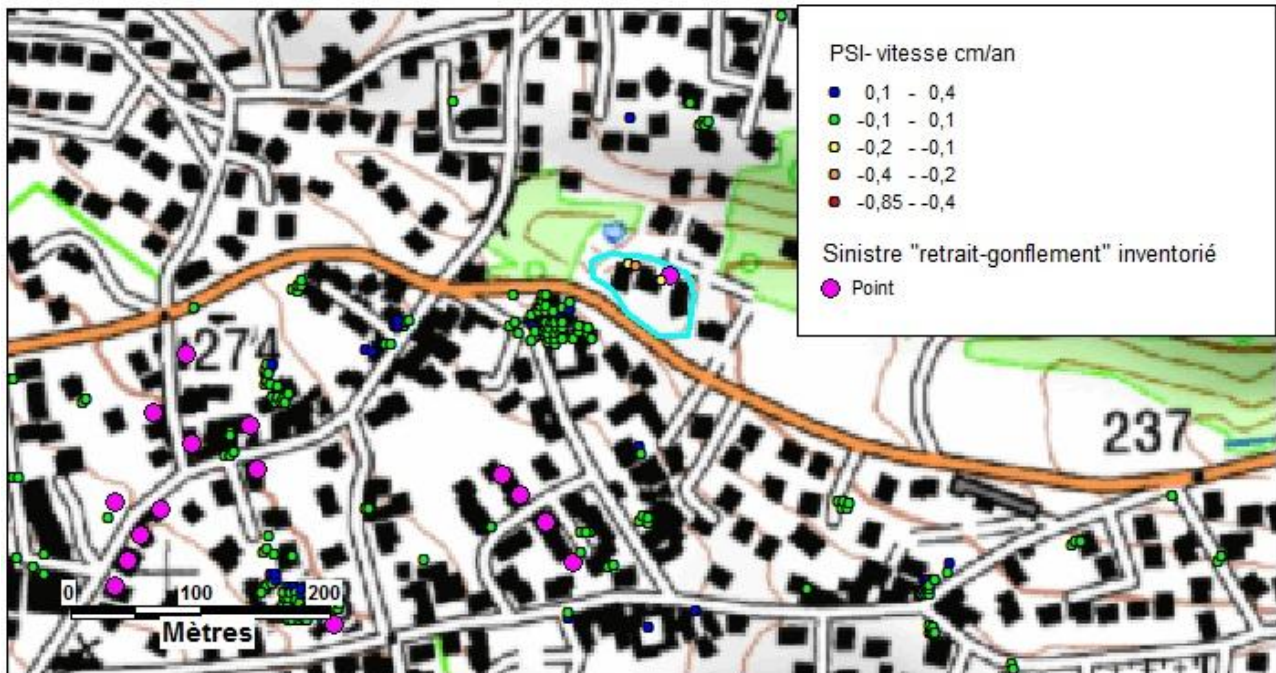 PSI- vitesse cm/an
0,1 - 0,4
-0,1 - 0,1
-0,2 - -0,1
-0,4 - -0,2
-0,85 - -0,4
Sinistre "retrait-gonflement" inventorié
Point
274
237
0 100 200
Mètres